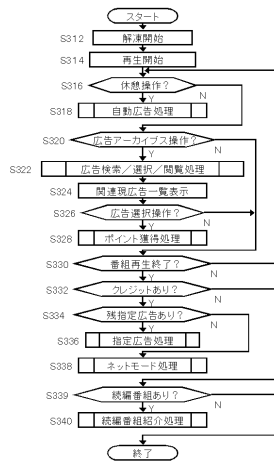 スタート
S312 解凍開始
S314 再生開始
S316 休憩操作？ N
Y
S318 自動広告処理
S320 広告アーカイブス操作？ N
Y
S322 広告検索／選択／閲覧処理
S324 関連現広告一覧表示
S326 広告選択操作？ N
Y
S328 ポイント獲得処理
S330 番組再生終了？ N
Y
S332 クレジットあり？ N
Y
S334 残指定広告あり？ N
Y
S336 指定広告処理
S338 ネットモード処理
S339 続編番組あり？ N
Y
S340 続編番組紹介処理
終了